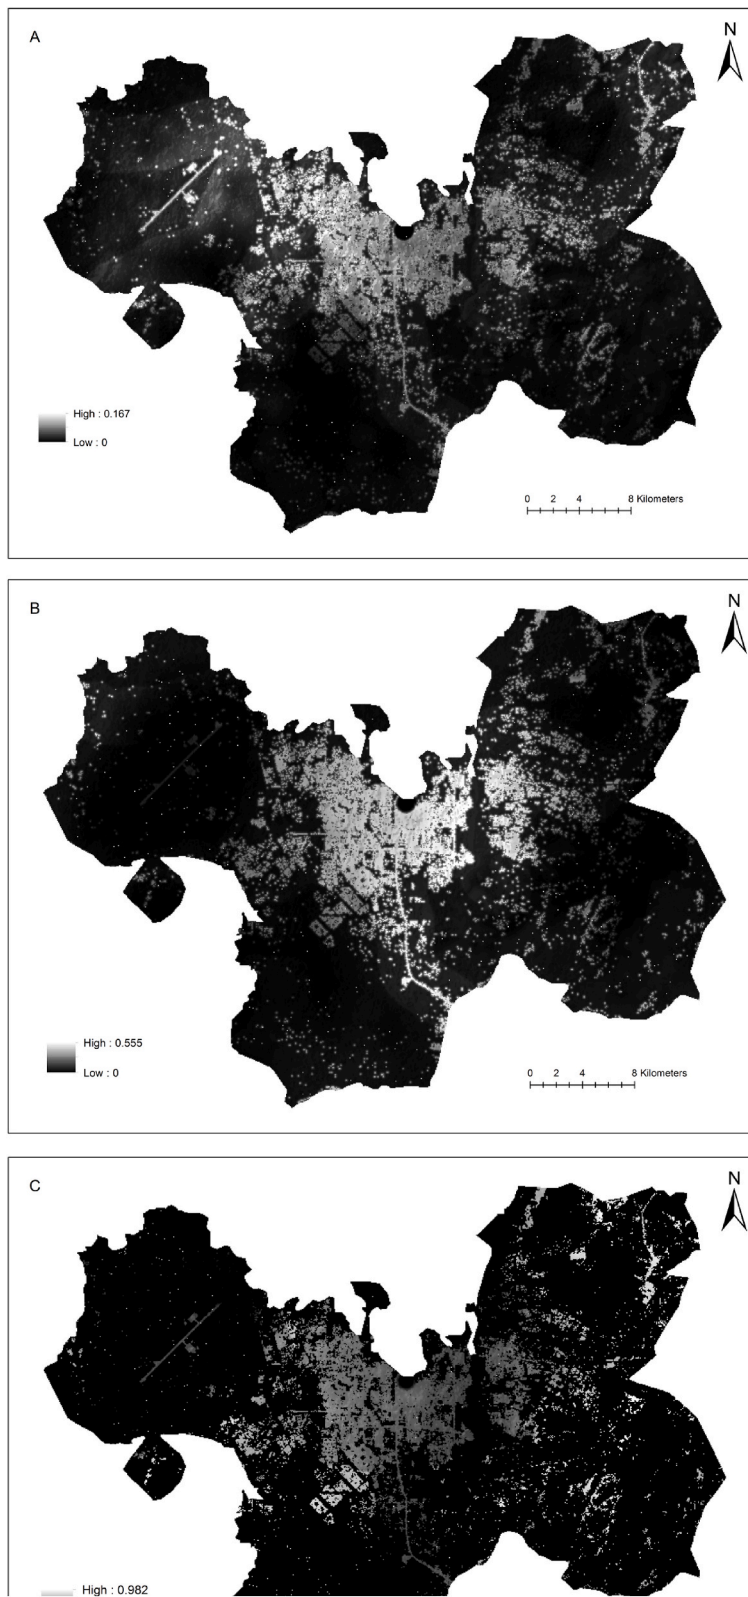 A
N
High : 0.167
Low : 0
0 2 4 8 Kilometers
B
N
High : 0.555
Low : 0
0 2 4 8 Kilometers
C
N
High : 0.982